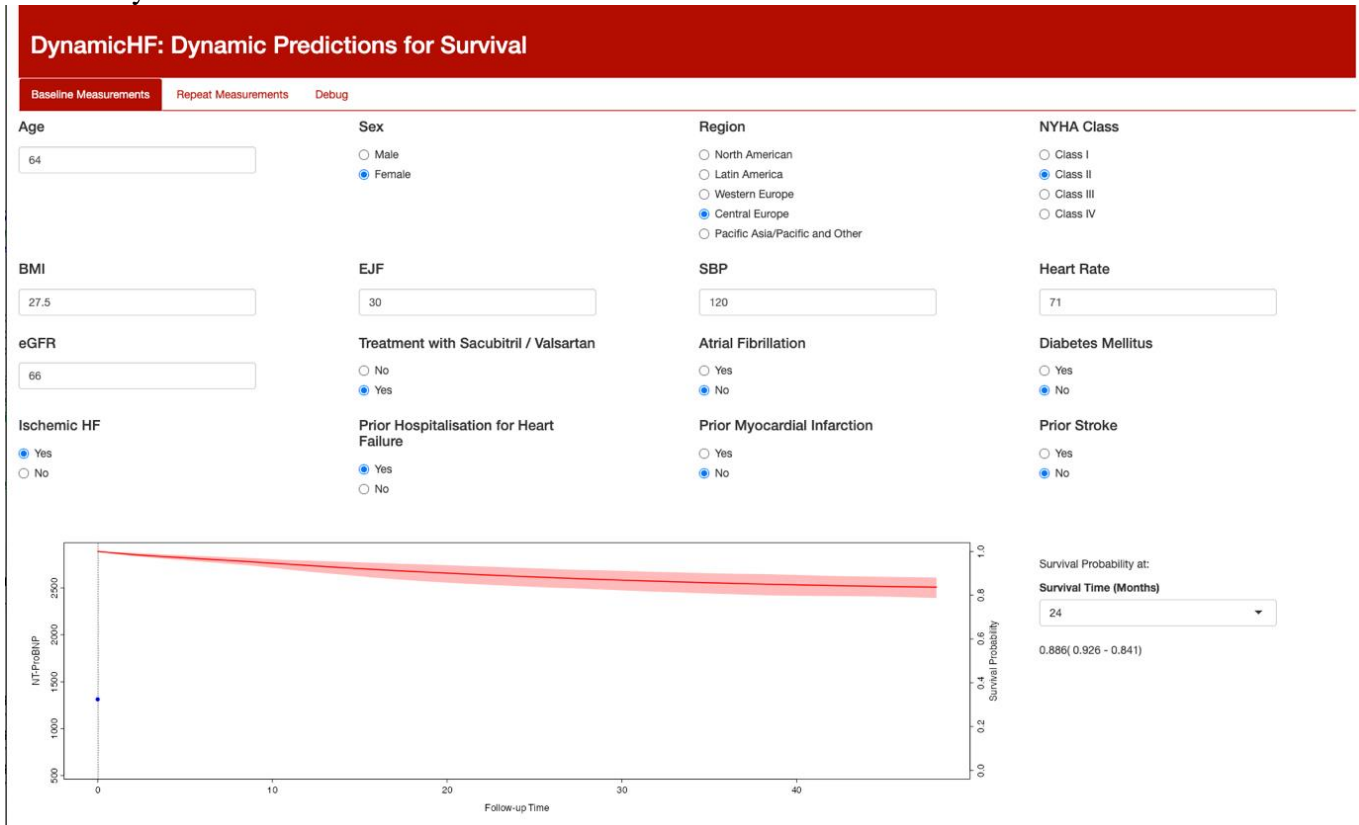 DynamicHF: Dynamic Predictions for Survival
Baseline Measurements Repeat Measurements Debug
Age
64
Sex
Male
Female
Region
North American
Latin America
Western Europe
Central Europe
Pacific Asia/Pacific and Other
NYHA Class
Class I
Class II
Class III
Class IV
BMI
27.5
EJF
30
SBP
120
Heart Rate
71
eGFR
66
Treatment with Sacubitril / Valsartan
No
Yes
Atrial Fibrillation
Yes
No
Diabetes Mellitus
Yes
No
Ischemic HF
Yes
No
Prior Hospitalisation for Heart
Failure
Yes
No
Prior Myocardial Infarction
Yes
No
Prior Stroke
Yes
No
NT-ProBNP
500
1000
1500
2000
2500
0 10 20 30 40
Follow-up Time
0.0
0.2
0.4
0.6
0.8
1.0
Survival Probability
Survival Probability at:
Survival Time (Months)
24
0.886( 0.926 - 0.841)